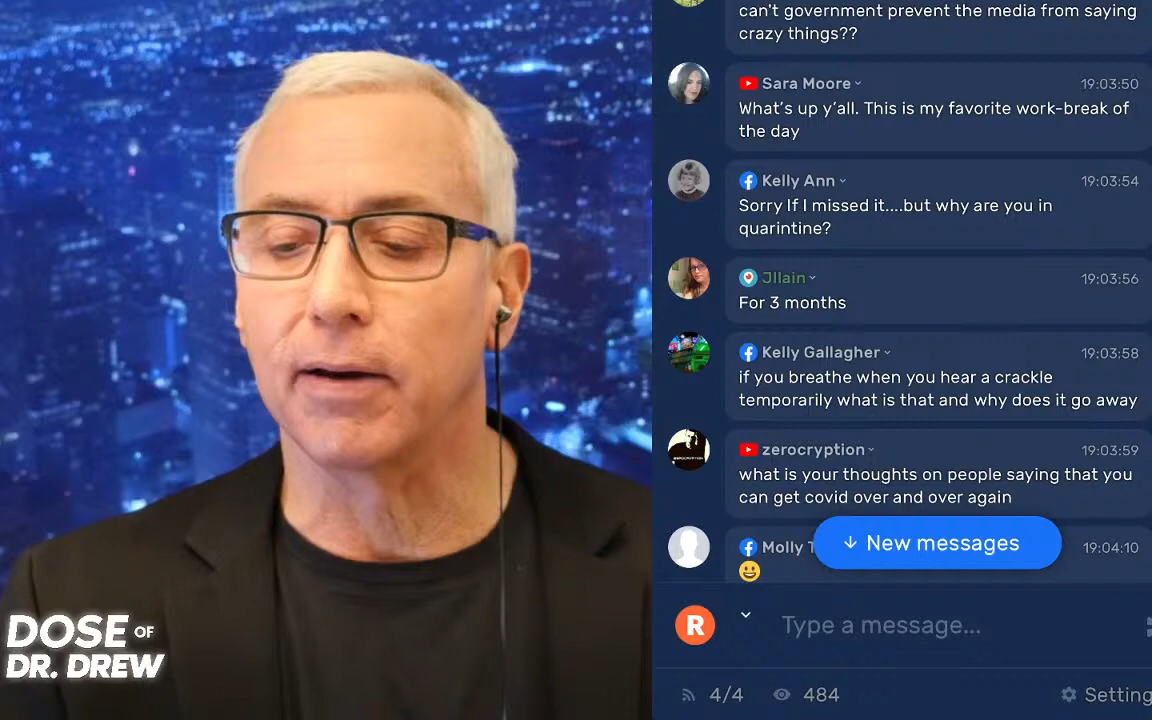 can't government prevent the media from saying
crazy things??
Sara Moore
19:03:50
What's up y'all. This is my favorite work-break of
the day
Kelly Ann
19:03:54
Sorry If I missed it....but why are you in
quarintine?
Jllain
19:03:56
For 3 months
Kelly Gallagher
19:03:58
if you breathe when you hear a crackle
temporarily what is that and why does it go away
zerocryption
19:03:59
what is your thoughts on people saying that you
can get covid over and over again
Molly T
19:04:10
↓ New messages
R
Type a message...
4/4
484
Setting
DOSE OF
DR. DREW